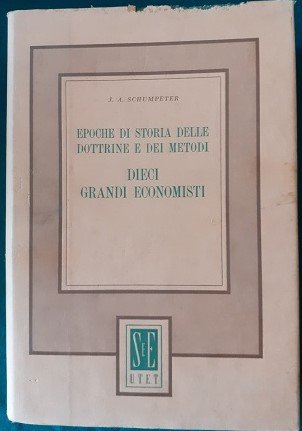 J. A. SCHUMPETER
EPOCHE DI STORIA DELLE
DOTTRINE E DEI METODI
DIECI
GRANDI ECONOMISTI
S E E
UTET